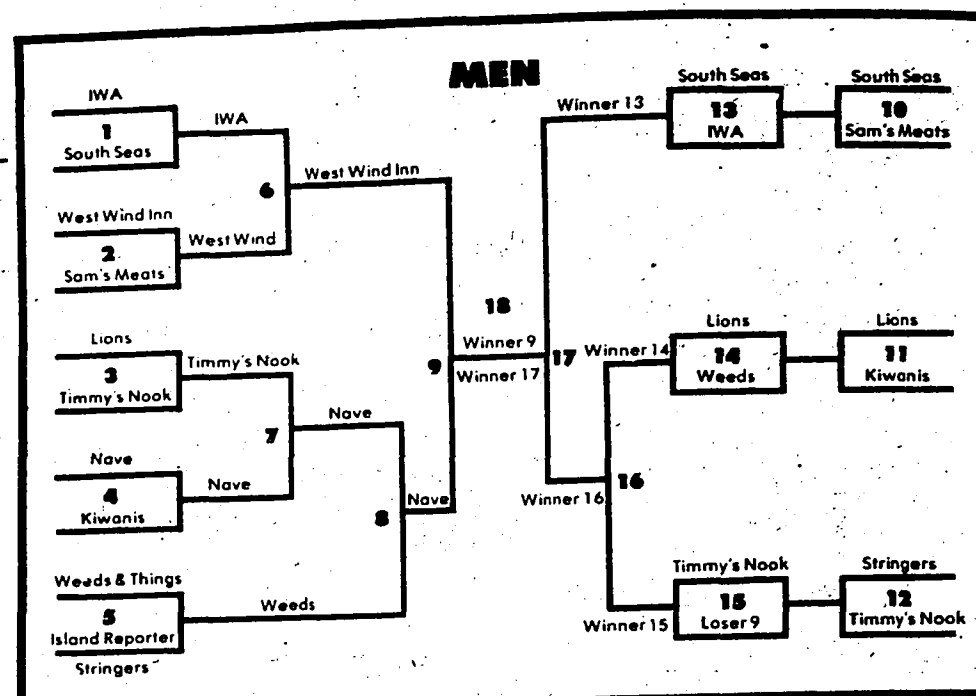 MEN
IWA
1
South Seas
IWA
6
West Wind Inn
2
Sam's Meats
West Wind
West Wind Inn
Lions
3
Timmy's Nook
Timmy's Nook
7
Nave
4
Kiwanis
Nave
Nave
8
Weeds & Things
5
Island Reporter
Stringers
Weeds
Nave
9
18
Winner 9
Winner 17
17
Winner 13
South Seas
13
IWA
South Seas
10
Sam's Meats
Winner 14
Lions
14
Weeds
Lions
11
Kiwanis
16
Winner 16
Winner 15
Timmy's Nook
15
Loser 9
Stringers
12
Timmy's Nook